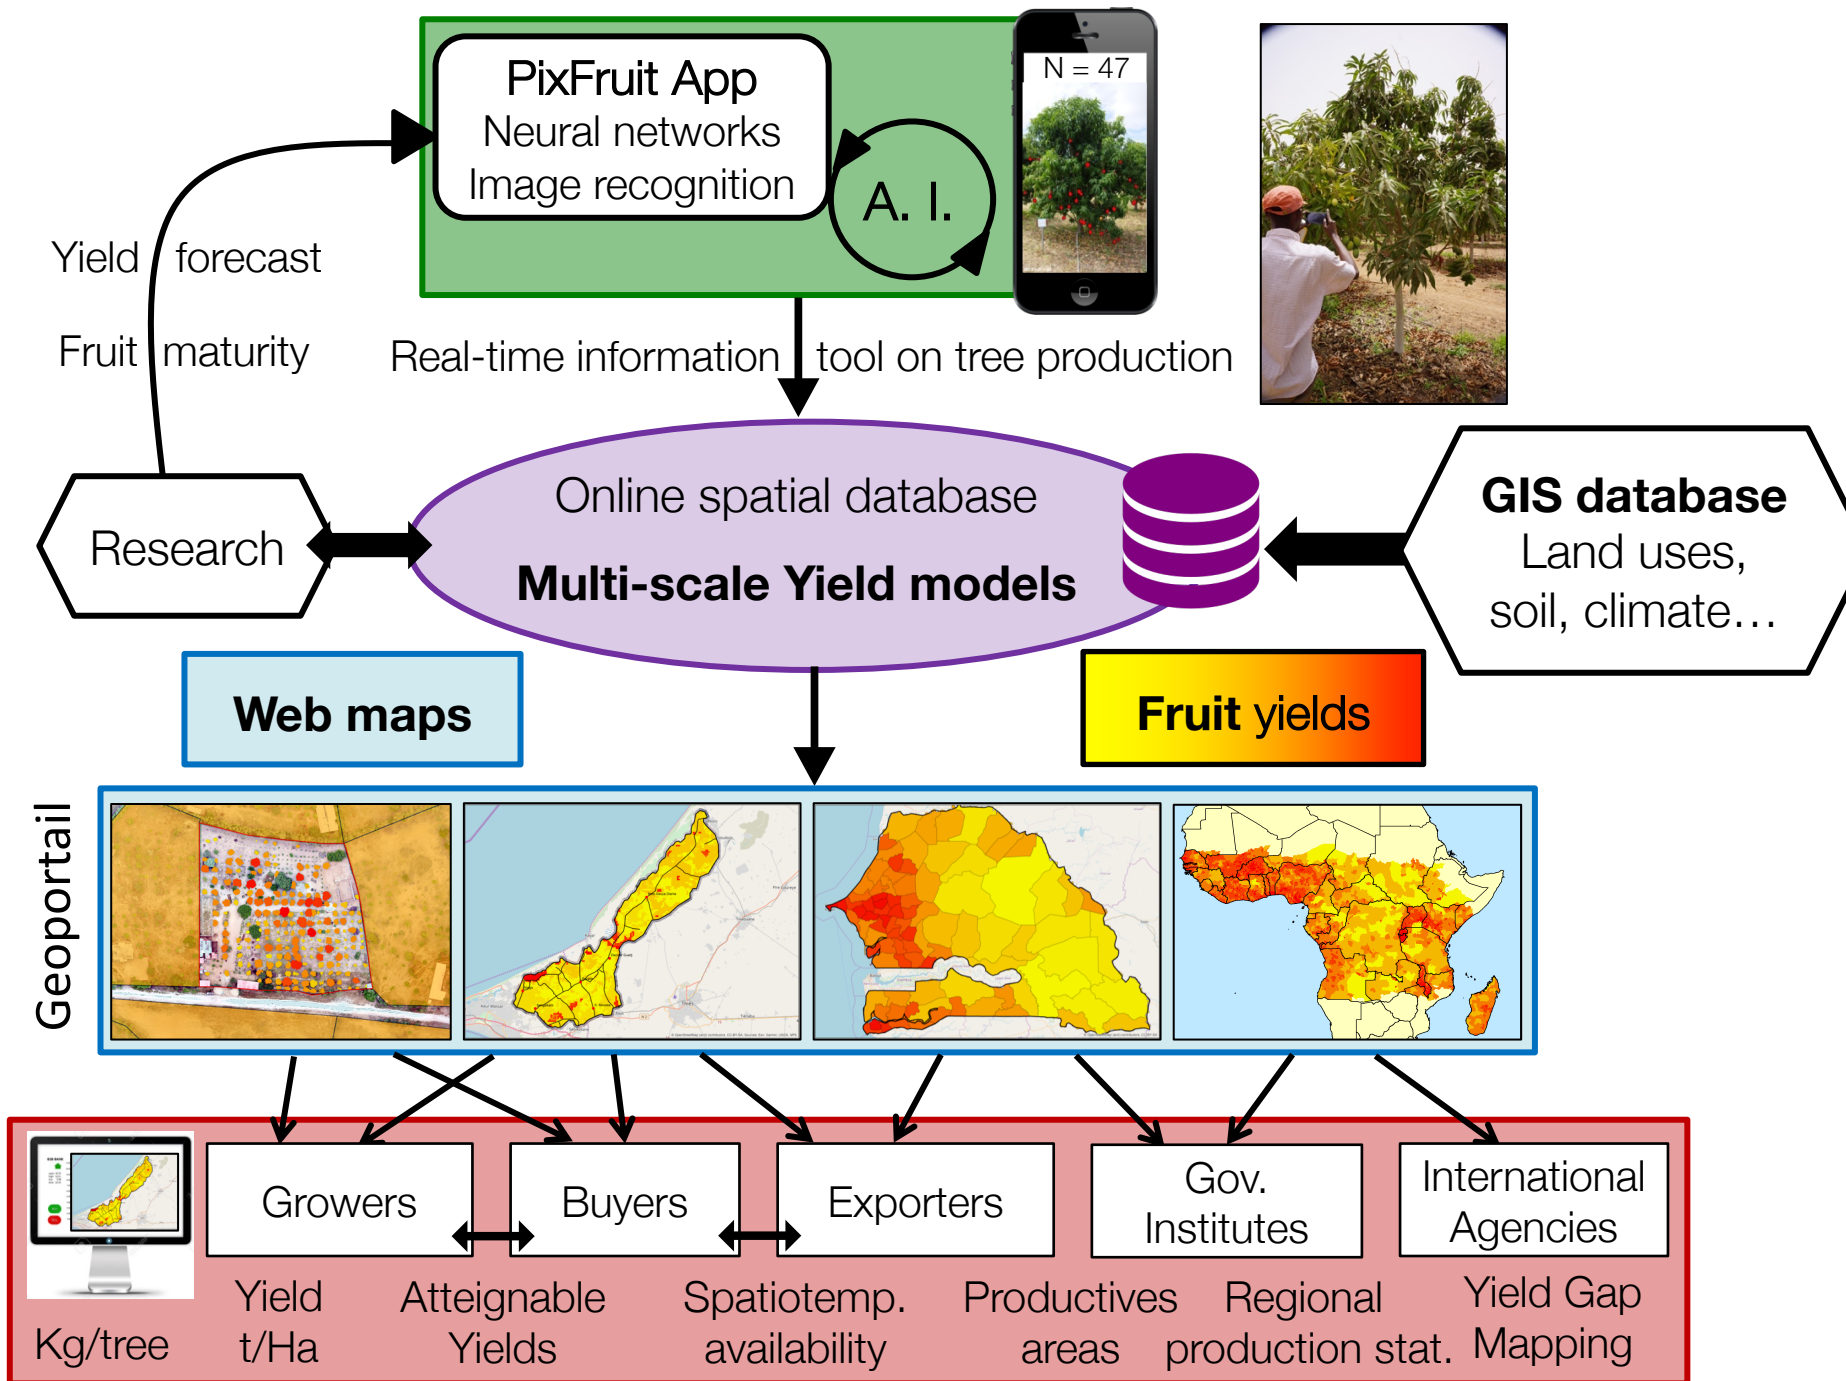 PixFruit App
Neural networks
Image recognition
A. I.
N = 47
Yield forecast
Fruit maturity
Real-time information tool on tree production
Research
Online spatial database
Multi-scale Yield models
GIS database
Land uses,
soil, climate…
Web maps
Fruit yields
Geoportail
Growers
Buyers
Exporters
Gov.
Institutes
International
Agencies
Kg/tree
Yield
t/Ha
Atteignable
Yields
Spatiotemp.
availability
Productives
areas
Regional
production stat.
Yield Gap
Mapping